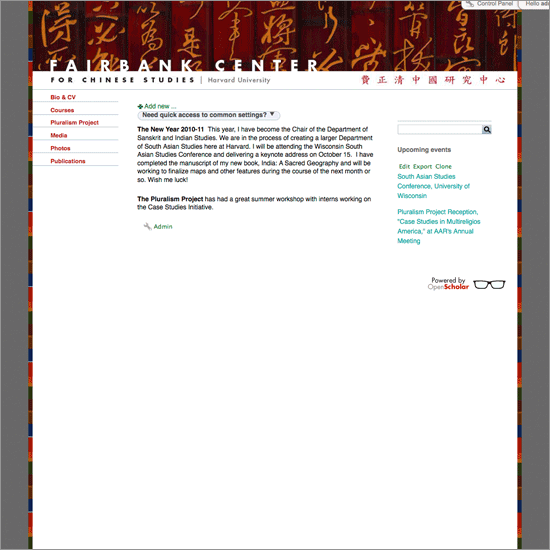 Control Panel
Hello ad
FAIRBANK CENTER
FOR CHINESE STUDIES | Harvard University
費正清中國研究中心
Bio & CV
Courses
Pluralism Project
Media
Photos
Publications
Add new ...
Need quick access to common settings?
The New Year 2010-11 This year, I have become the Chair of the Department of
Sanskrit and Indian Studies. We are in the process of creating a larger Department
of South Asian Studies here at Harvard. I will be attending the Wisconsin South
Asian Studies Conference and delivering a keynote address on October 15. I have
completed the manuscript of my new book, India: A Sacred Geography and will be
working to finalize maps and other features during the course of the next month or
so. Wish me luck!
The Pluralism Project has had a great summer workshop with interns working on
the Case Studies Initiative.
Admin
Upcoming events
Edit Export Clone
South Asian Studies
Conference, University of
Wisconsin
Pluralism Project Reception,
"Case Studies in Multireligios
America," at AAR's Annual
Meeting
Powered by
OpenScholar